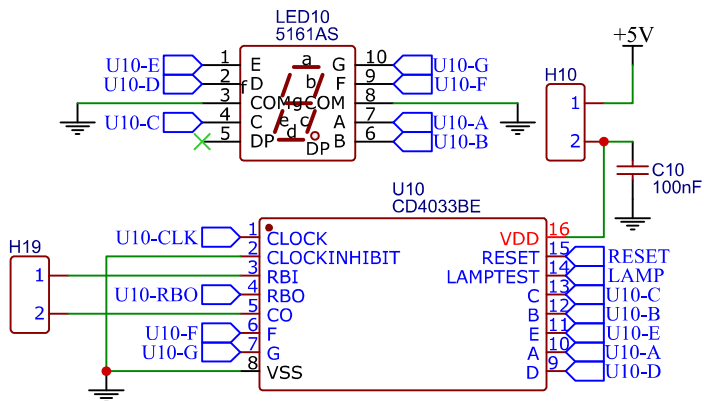 LED10
5161AS
U10-E 1 E a G 10 U10-G
U10-D 2 D f b F 9 U10-F
3 COM g COM 8
U10-C 4 C e c A 7 U10-A
5 DP d DP B 6 U10-B
+5V
H10
1
2
C10
100nF
U10
CD4033BE
U10-CLK 1 CLOCK VDD 16
2 CLOCKINHIBIT RESET 15 RESET
3 RBI LAMPTEST 14 LAMP
U10-RBO 4 RBO C 13 U10-C
5 CO B 12 U10-B
U10-F 6 F E 11 U10-E
U10-G 7 G A 10 U10-A
8 VSS D 9 U10-D
H19
1
2